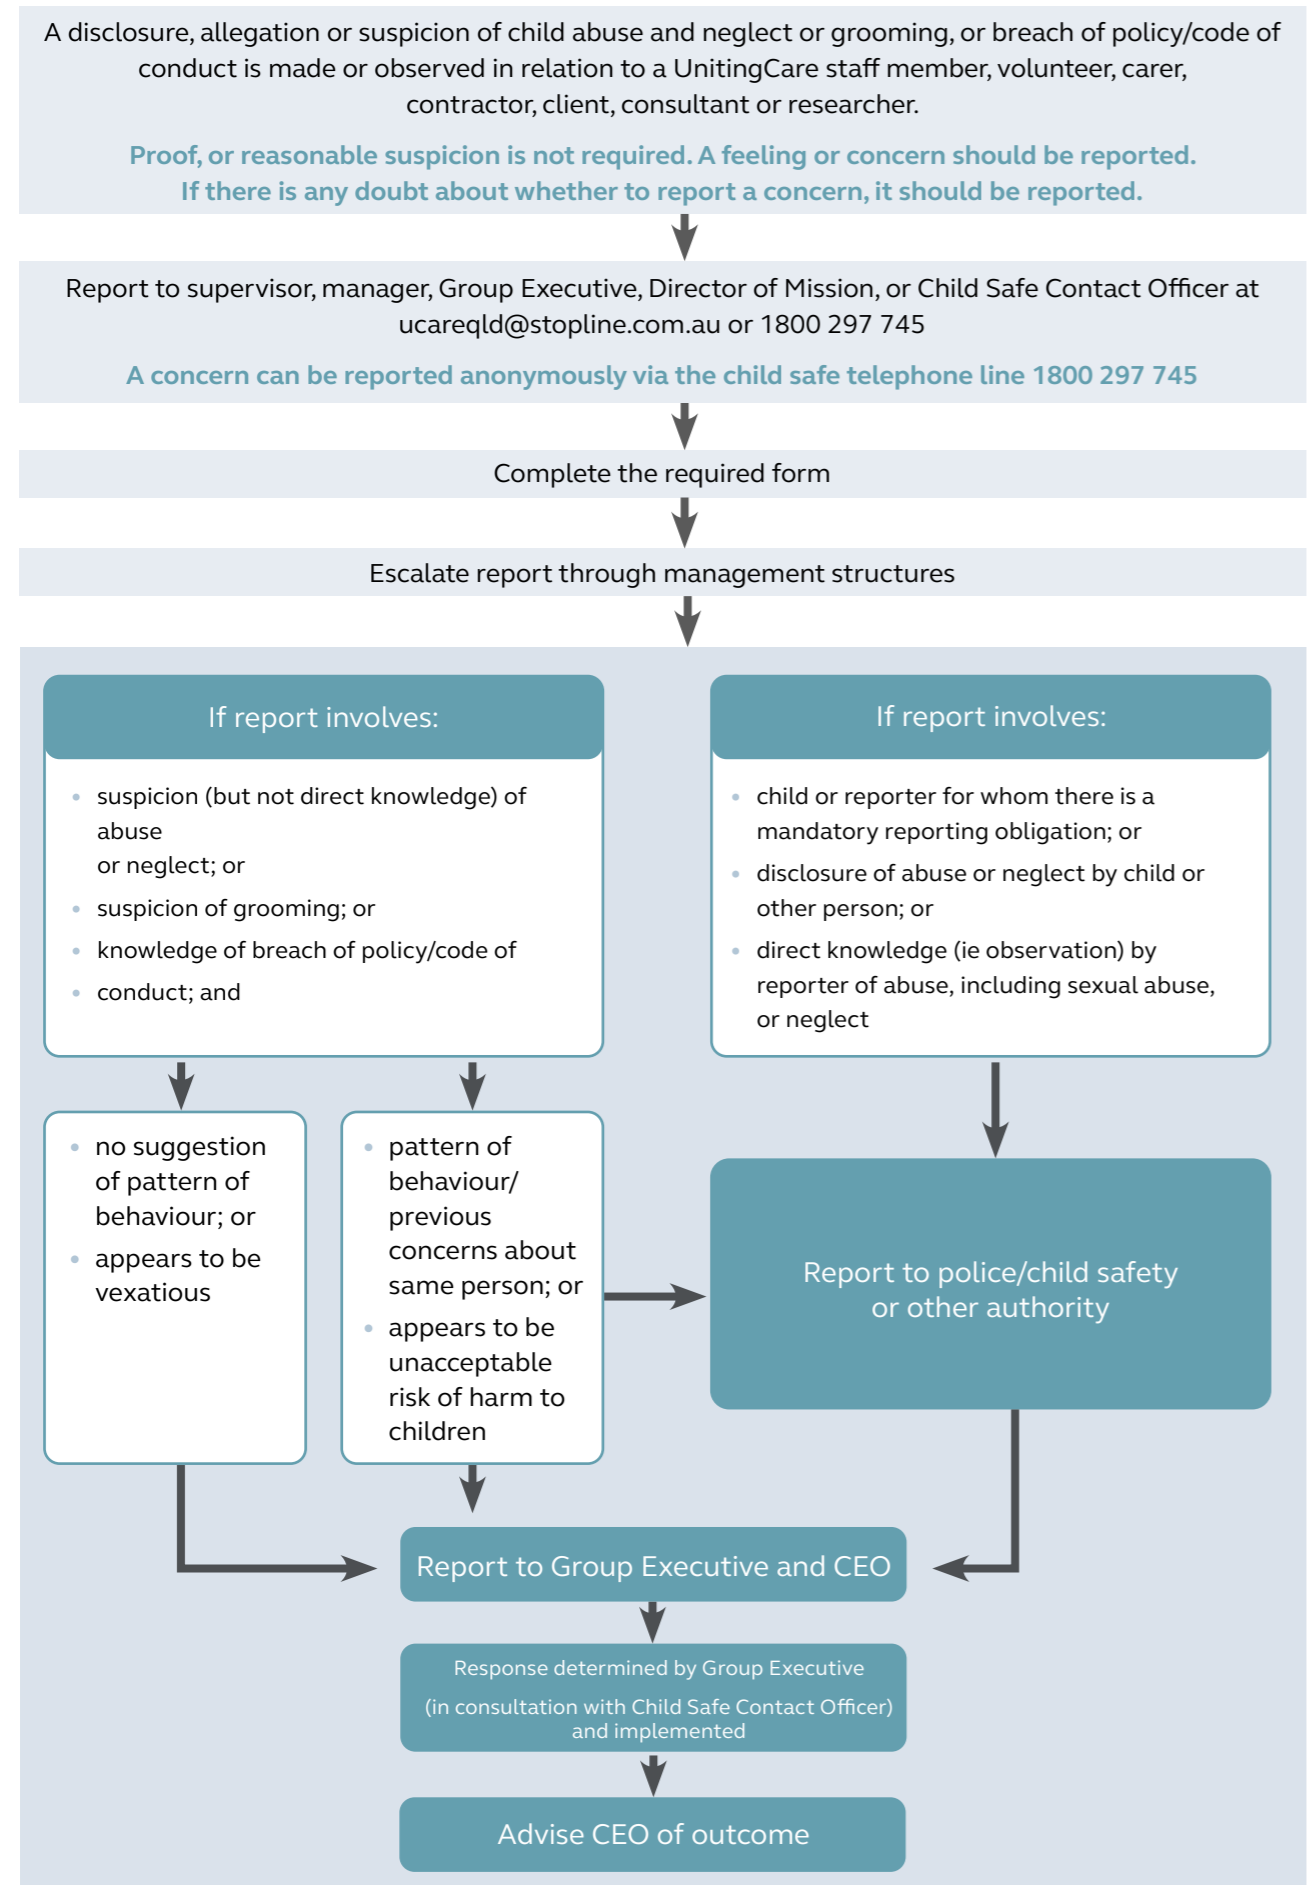 A disclosure, allegation or suspicion of child abuse and neglect or grooming, or breach of policy/code of
conduct is made or observed in relation to a UnitingCare staff member, volunteer, carer,
contractor, client, consultant or researcher.
Proof, or reasonable suspicion is not required. A feeling or concern should be reported.
If there is any doubt about whether to report a concern, it should be reported.
Report to supervisor, manager, Group Executive, Director of Mission, or Child Safe Contact Officer at
ucareqld@stopline.com.au or 1800 297 745
A concern can be reported anonymously via the child safe telephone line 1800 297 745
Complete the required form
Escalate report through management structures
If report involves:
• suspicion (but not direct knowledge) of
abuse
or neglect; or
• suspicion of grooming; or
• knowledge of breach of policy/code of
• conduct; and
If report involves:
• child or reporter for whom there is a
mandatory reporting obligation; or
• disclosure of abuse or neglect by child or
other person; or
• direct knowledge (ie observation) by
reporter of abuse, including sexual abuse,
or neglect
• no suggestion
of pattern of
behaviour; or
• appears to be
vexatious
• pattern of
behaviour/
previous
concerns about
same person; or
• appears to be
unacceptable
risk of harm to
children
Report to police/child safety
or other authority
Report to Group Executive and CEO
Response determined by Group Executive
(in consultation with Child Safe Contact Officer)
and implemented
Advise CEO of outcome